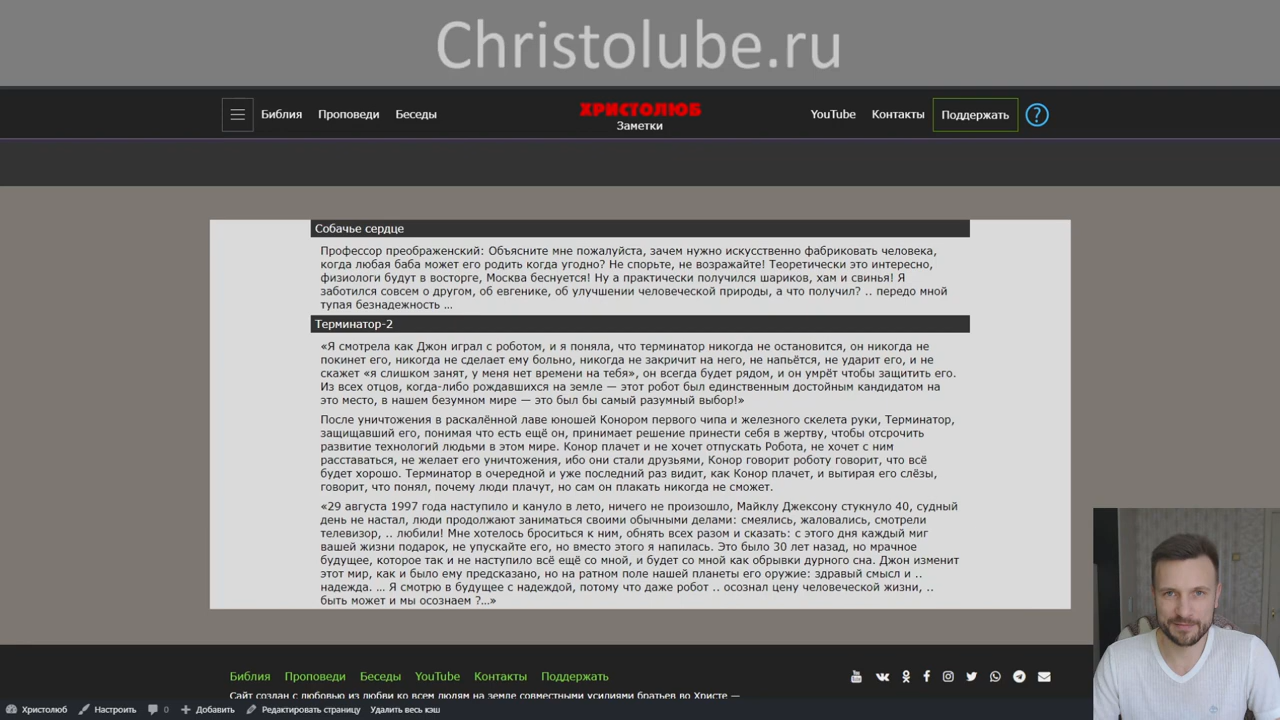 Christolube.ru
Библия Проповеди Беседы ХРИСТОЛЮБ YouTube Контакты Поддержать ?
Заметки
Собачье сердце
Профессор преображенский: Объясните мне пожалуйста, зачем нужно искусственно фабриковать человека,
когда любая баба может его родить когда угодно? Не спорьте, не возражайте! Теоретически это интересно,
физиологи будут в восторге, Москва беснуется! Ну а практически получился шариков, хам и свинья! Я
заботился совсем о другом, об евгенике, об улучшении человеческой природы, а что получил? .. передо мной
тупая безнадежность ...
Терминатор-2
«Я смотрела как Джон играл с роботом, и я поняла, что терминатор никогда не остановится, он никогда не
покинет его, никогда не сделает ему больно, никогда не закричит на него, не напьётся, не ударит его, и не
скажет «я слишком занят, у меня нет времени на тебя», он всегда будет рядом, и он умрёт чтобы защитить его.
Из всех отцов, когда-либо рождавшихся на земле — этот робот был единственным достойным кандидатом на
это место, в нашем безумном мире — это был бы самый разумный выбор!»
После уничтожения в раскалённой лаве юношей Конором первого чипа и железного скелета руки, Терминатор,
защищавший его, понимая что есть ещё он, принимает решение принести себя в жертву, чтобы отсрочить
развитие технологий людьми в этом мире. Конор плачет и не хочет отпускать Робота, не хочет с ним
расставаться, не желает его уничтожения, ибо они стали друзьями, Конор говорит роботу говорит, что всё
будет хорошо. Терминатор в очередной и уже последний раз видит, как Конор плачет, и вытирая его слёзы,
говорит, что понял, почему люди плачут, но сам он плакать никогда не сможет.
«29 августа 1997 года наступило и кануло в лето, ничего не произошло, Майклу Джексону стукнуло 40, судный
день не настал, люди продолжают заниматься своими обычными делами: смеялись, жаловались, смотрели
телевизор, .. любили! Мне хотелось броситься к ним, обнять всех разом и сказать: с этого дня каждый миг
вашей жизни подарок, не упускайте его, но вместо этого я напилась. Это было 30 лет назад, но мрачное
будущее, которое так и не наступило всё ещё со мной, и будет со мной как обрывки дурного сна. Джон изменит
этот мир, как и было ему предсказано, но на ратном поле нашей планеты его оружие: здравый смысл и ..
надежда. ... Я смотрю в будущее с надеждой, потому что даже робот .. осознал цену человеческой жизни, ..
быть может и мы осознаем ?...»
Библия Проповеди Беседы YouTube Контакты Поддержать
Сайт создан с любовью из любви ко всем людям на земле совместными усилиями братьев во Христе —
Христолюб Настроить 0 Добавить Редактировать страницу Удалить весь кэш